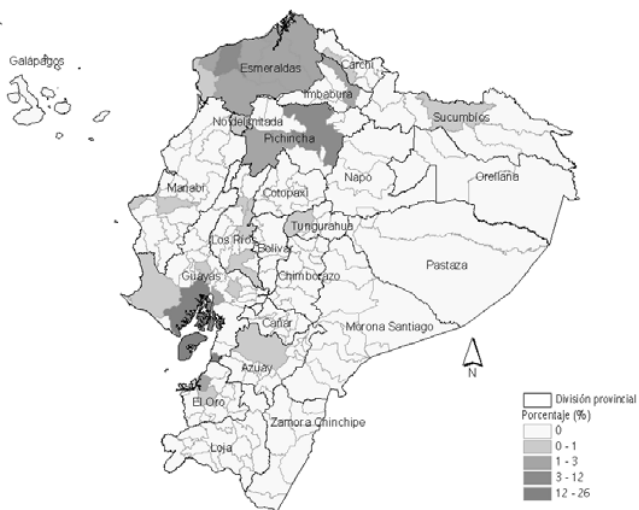 Galápagos
Carchi
Esmeraldas
Imbabura
No delimitada
Sucumbíos
Pichincha
Napo
Orellana
Manabí
Cotopaxi
Tungurahua
Los Ríos
Bolívar
Pastaza
Guayas
Chimborazo
Cañar
Morona Santiago
Azuay
El Oro
Zamora Chinchipe
Loja
N
División provincial
Porcentaje (%)
0
0 - 1
1 - 3
3 - 12
12 - 26